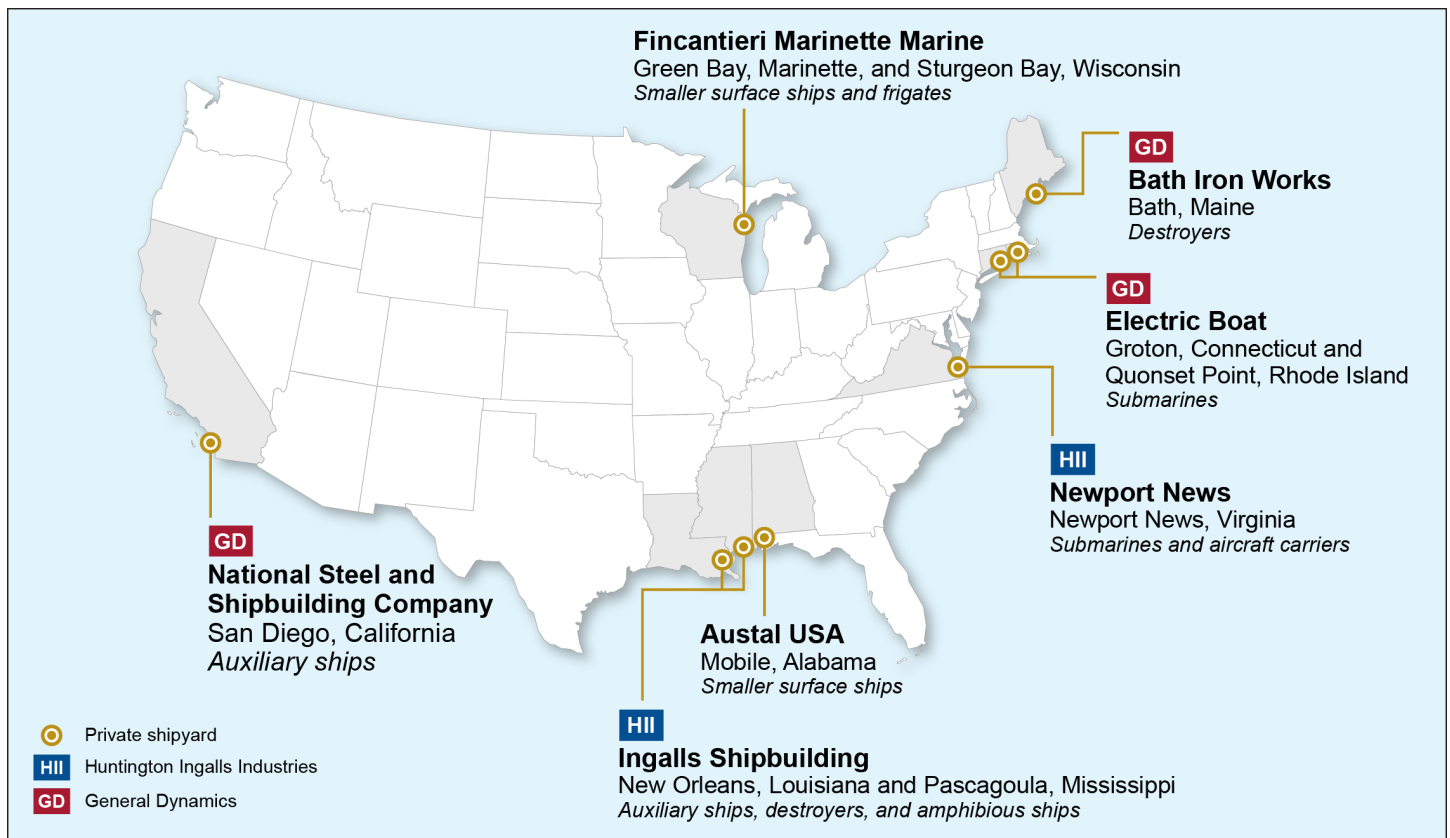 Fincantieri Marinette Marine
Green Bay, Marinette, and Sturgeon Bay, Wisconsin
Smaller surface ships and frigates
GD
Bath Iron Works
Bath, Maine
Destroyers
GD
Electric Boat
Groton, Connecticut and
Quonset Point, Rhode Island
Submarines
HII
Newport News
Newport News, Virginia
Submarines and aircraft carriers
GD
National Steel and
Shipbuilding Company
San Diego, California
Auxiliary ships
Austal USA
Mobile, Alabama
Smaller surface ships
HII
Ingalls Shipbuilding
New Orleans, Louisiana and Pascagoula, Mississippi
Auxiliary ships, destroyers, and amphibious ships
Private shipyard
HII Huntington Ingalls Industries
GD General Dynamics